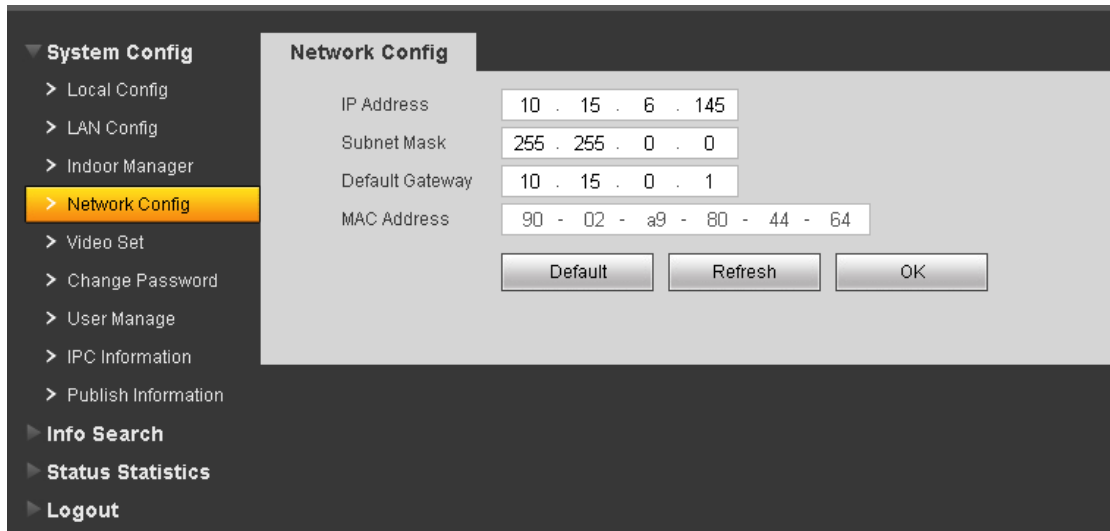 System Config
> Local Config
> LAN Config
> Indoor Manager
> Network Config
> Video Set
> Change Password
> User Manage
> IPC Information
> Publish Information
Info Search
Status Statistics
Logout
Network Config
IP Address 10 . 15 . 6 . 145
Subnet Mask 255 . 255 . 0 . 0
Default Gateway 10 . 15 . 0 . 1
MAC Address 90 - 02 - a9 - 80 - 44 - 64
Default Refresh OK